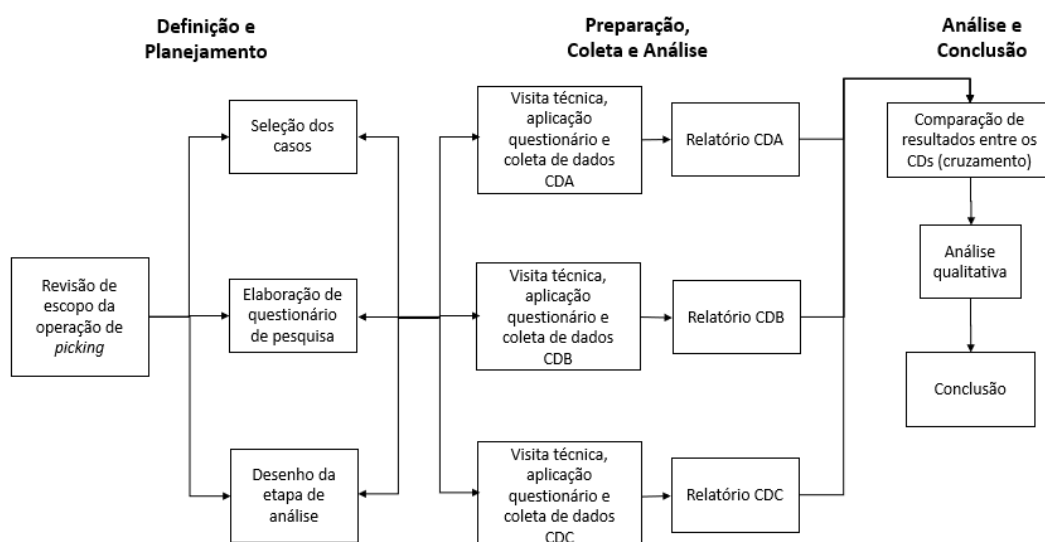 Definição e
Planejamento
Preparação,
Coleta e Análise
Análise e
Conclusão
Revisão de
escopo da
operação de
picking
Seleção dos
casos
Elaboração de
questionário
de pesquisa
Desenho da
etapa de
análise
Visita técnica,
aplicação
questionário e
coleta de dados
CDA
Relatório CDA
Visita técnica,
aplicação
questionário e
coleta de dados
CDB
Relatório CDB
Visita técnica,
aplicação
questionário e
coleta de dados
CDC
Relatório CDC
Comparação de
resultados entre os
CDs (cruzamento)
Análise
qualitativa
Conclusão